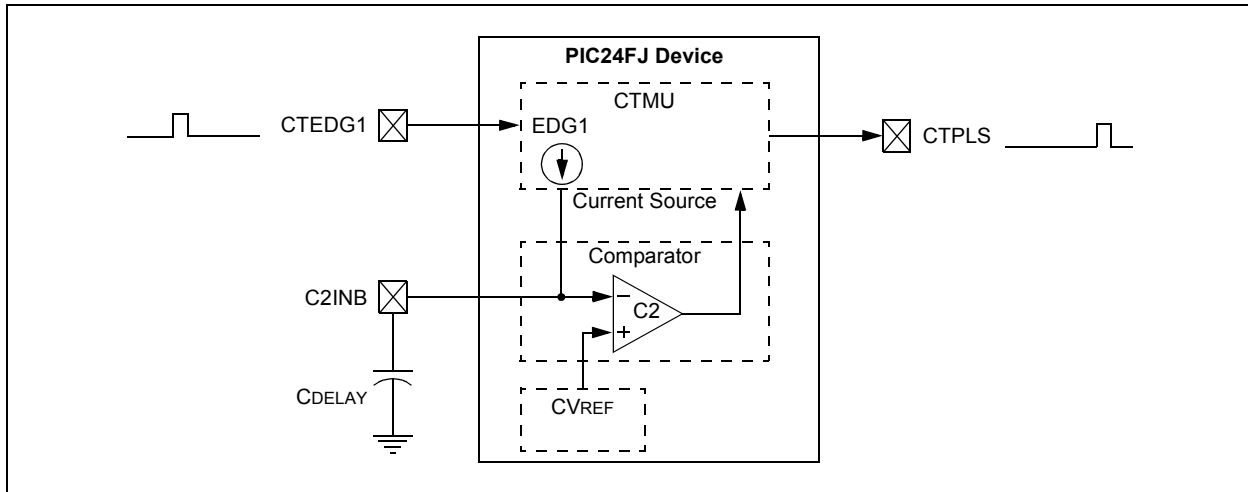 PIC24FJ Device
CTMU
CTEDG1
EDG1
CTPLS
Current Source
Comparator
C2INB
−
C2
+
CDELAY
CVREF